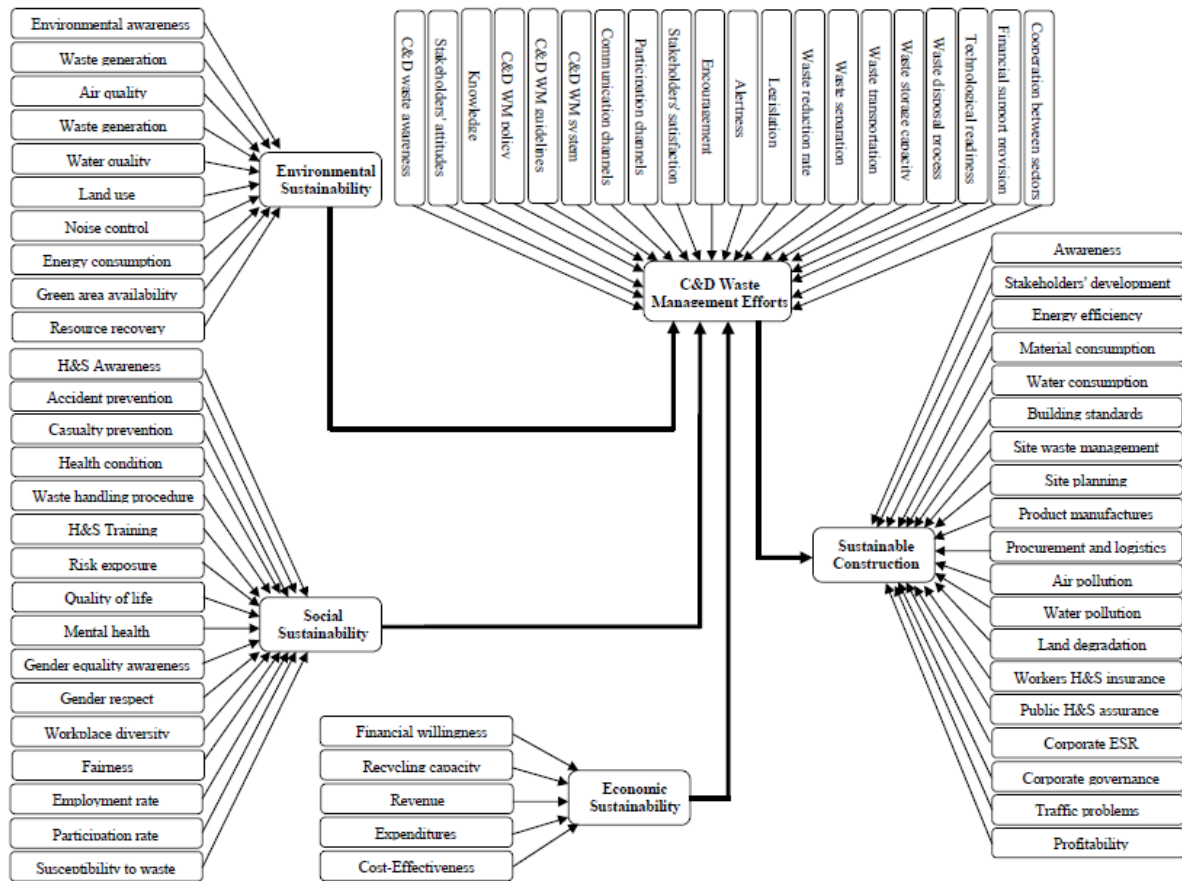 Environmental awareness
Waste generation
Air quality
Waste generation
Water quality
Land use
Noise control
Energy consumption
Green area availability
Resource recovery
Environmental
Sustainability
C&D waste awareness
Stakeholders' attitudes
Knowledge
C&D WM policy
C&D WM guidelines
C&D WM system
Communication channels
Participation channels
Stakeholders' satisfaction
Encouragement
Alertness
Legislation
Waste reduction rate
Waste separation
Waste transportation
Waste storage capacity
Waste disposal process
Technological readiness
Financial support provision
Cooperation between sectors
C&D Waste
Management Efforts
H&S Awareness
Accident prevention
Casualty prevention
Health condition
Waste handling procedure
H&S Training
Risk exposure
Quality of life
Mental health
Gender equality awareness
Gender respect
Workplace diversity
Fairness
Employment rate
Participation rate
Susceptibility to waste
Social
Sustainability
Financial willingness
Recycling capacity
Revenue
Expenditures
Cost-Effectiveness
Economic
Sustainability
Awareness
Stakeholders' development
Energy efficiency
Material consumption
Water consumption
Building standards
Site waste management
Site planning
Product manufactures
Procurement and logistics
Air pollution
Water pollution
Land degradation
Workers H&S insurance
Public H&S assurance
Corporate ESR
Corporate governance
Traffic problems
Profitability
Sustainable
Construction